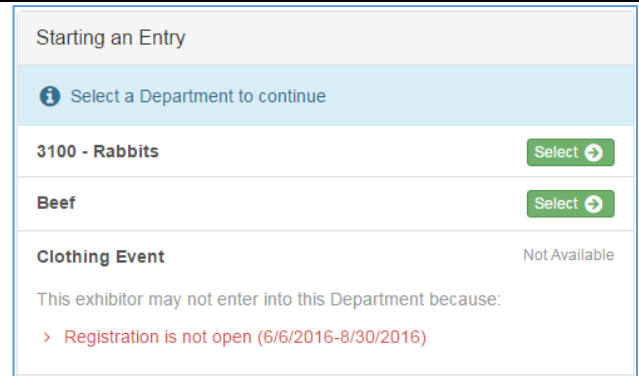 Starting an Entry
Select a Department to continue
3100 - Rabbits Select
Beef Select
Clothing Event Not Available
This exhibitor may not enter into this Department because:
> Registration is not open (6/6/2016-8/30/2016)